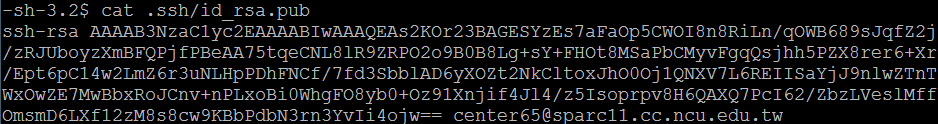 -sh-3.2$ cat .ssh/id_rsa.pub
ssh-rsa AAAAB3NzaC1yc2EAAAABIwAAAQEAs2KOr23BAGESYzEs7aFaOp5CWOI8n8RiLn/qOWB689sJqfZ2j
/zRJUboyzXmBFQPjfPBeAA75tqeCNL8lR9ZRPO2o9B0B8Lg+sY+FHOt8MSaPbCMyvFgqQsjhh5PZX8rer6+Xr
/Ept6pC14w2LmZ6r3uNLHpPDhFNCf/7fd3SbblAD6yXOZt2NkCltoxJhO0Oj1QNXV7L6REIISaYjJ9nlwZTnT
WxOwZE7MwBbxRoJCnv+nPLxoBi0WhgFO8yb0+Oz9lXnjif4Jl4/z5Isoprpv8H6QAXQ7PcI62/ZbzLVeslMff
OmsmD6LXf12zM8s8cw9KBbPdbN3rn3YvIi4ojw== center65@sparc11.cc.ncu.edu.tw